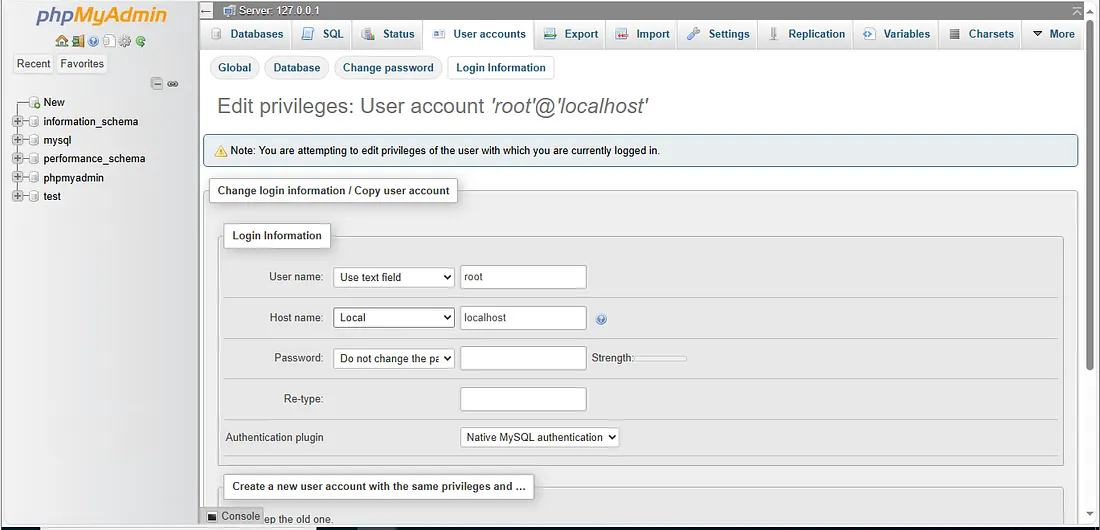 phpMyAdmin
Recent Favorites
New
information_schema
mysql
performance_schema
phpmyadmin
test
Server: 127.0.0.1
Databases SQL Status User accounts Export Import Settings Replication Variables Charsets More
Global Database Change password Login Information
Edit privileges: User account 'root'@'localhost'
Note: You are attempting to edit privileges of the user with which you are currently logged in.
Change login information / Copy user account
Login Information
User name: Use text field root
Host name: Local localhost
Password: Do not change the pa Strength:
Re-type:
Authentication plugin Native MySQL authentication
Create a new user account with the same privileges and ...
Console ep the old one.